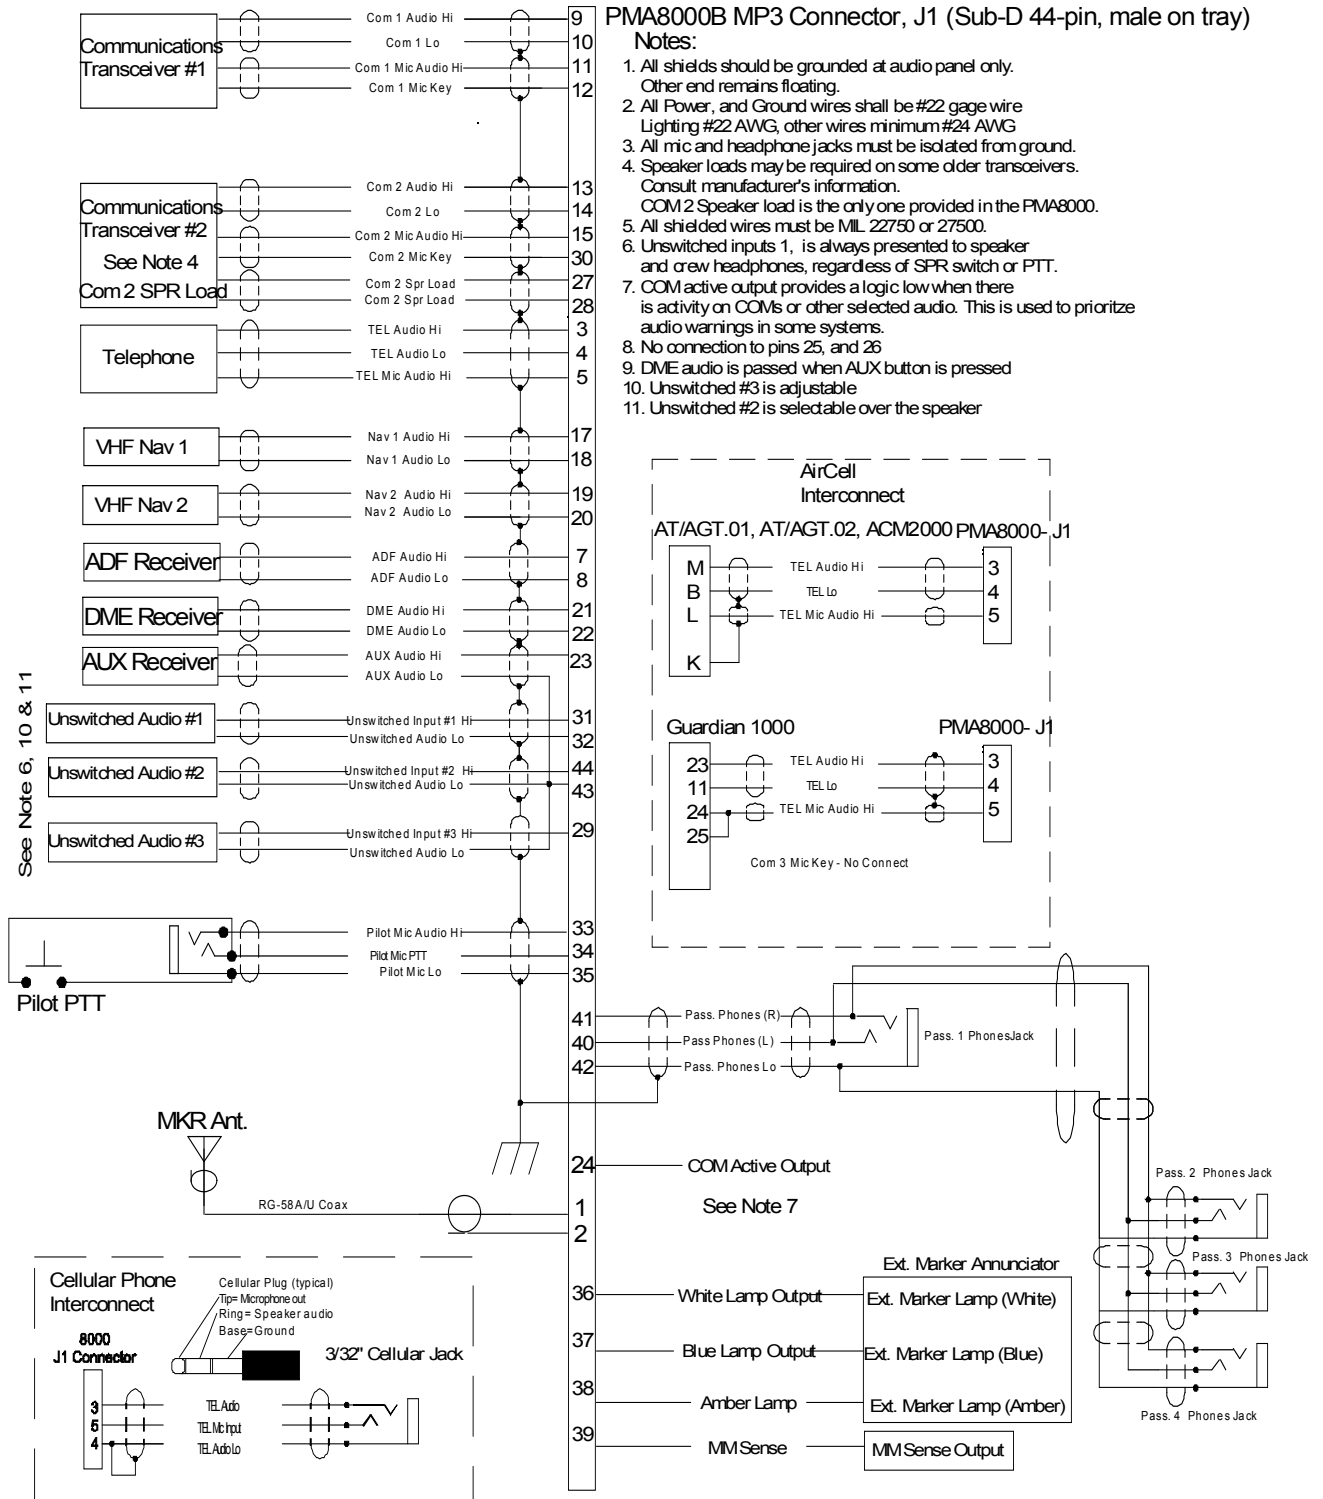 PMA8000B MP3 Connector, J1 (Sub-D 44-pin, male on tray)
Notes:
1. All shields should be grounded at audio panel only.
Other end remains floating.
2. All Power, and Ground wires shall be #22 gage wire
Lighting #22 AWG, other wires minimum #24 AWG
3. All mic and headphone jacks must be isolated from ground.
4. Speaker loads may be required on some older transceivers.
Consult manufacturer's information.
COM 2 Speaker load is the only one provided in the PMA8000.
5. All shielded wires must be MIL 22750 or 27500.
6. Unswitched inputs 1, is always presented to speaker
and crew headphones, regardless of SPR switch or PTT.
7. COM active output provides a logic low when there
is activity on COMs or other selected audio. This is used to prioritze
audio warnings in some systems.
8. No connection to pins 25, and 26
9. DME audio is passed when AUX button is pressed
10. Unswitched #3 is adjustable
11. Unswitched #2 is selectable over the speaker
Communications
Transceiver #1
Com 1 Audio Hi 9
Com 1 Lo 10
Com 1 Mic Audio Hi 11
Com 1 Mic Key 12
Communications
Transceiver #2
See Note 4
Com 2 SPR Load
Com 2 Audio Hi 13
Com 2 Lo 14
Com 2 Mic Audio Hi 15
Com 2 Mic Key 30
Com 2 Spr Load 27
Com 2 Spr Load 28
Telephone
TEL Audio Hi 3
TEL Audio Lo 4
TEL Mic Audio Hi 5
VHF Nav 1
Nav 1 Audio Hi 17
Nav 1 Audio Lo 18
VHF Nav 2
Nav 2 Audio Hi 19
Nav 2 Audio Lo 20
ADF Receiver
ADF Audio Hi 7
ADF Audio Lo 8
DME Receiver
DME Audio Hi 21
DME Audio Lo 22
AUX Receiver
AUX Audio Hi 23
AUX Audio Lo
See Note 6, 10 & 11
Unswitched Audio #1
Unswitched Input #1 Hi 31
Unswitched Audio Lo 32
Unswitched Audio #2
Unswitched Input #2 Hi 44
Unswitched Audio Lo 43
Unswitched Audio #3
Unswitched Input #3 Hi 29
Unswitched Audio Lo
Pilot PTT
Pilot Mic Audio Hi 33
Pilot Mic PTT 34
Pilot Mic Lo 35
AirCell
Interconnect
AT/AGT.01, AT/AGT.02, ACM2000 PMA8000- J1
M TEL Audio Hi 3
B TEL Lo 4
L TEL Mic Audio Hi 5
K
Guardian 1000 PMA8000- J1
23 TEL Audio Hi 3
11 TEL Lo 4
24 TEL Mic Audio Hi 5
25
Com 3 Mic Key - No Connect
41 Pass. Phones (R)
40 Pass Phones (L)
42 Pass. Phones Lo
Pass. 1 Phones Jack
Pass. 2 Phones Jack
Pass. 3 Phones Jack
Pass. 4 Phones Jack
MKR Ant.
RG-58A/U Coax
1
2
24 COM Active Output
See Note 7
Ext. Marker Annunciator
36 White Lamp Output Ext. Marker Lamp (White)
37 Blue Lamp Output Ext. Marker Lamp (Blue)
38 Amber Lamp Ext. Marker Lamp (Amber)
39 MM Sense MM Sense Output
Cellular Phone
Interconnect
Cellular Plug (typical)
Tip= Microphone out
Ring= Speaker audio
Base=Ground
8000
J1 Connector
3/32" Cellular Jack
3 TEL Audio
5 TEL Mic Input
4 TEL Audio Lo